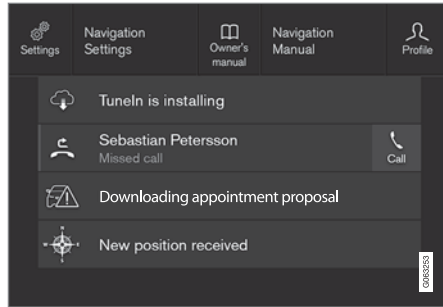 Settings
Navigation
Settings
Owner's
manual
Navigation
Manual
Profile
TuneIn is installing
Sebastian Petersson
Missed call
Call
Downloading appointment proposal
New position received
G063253